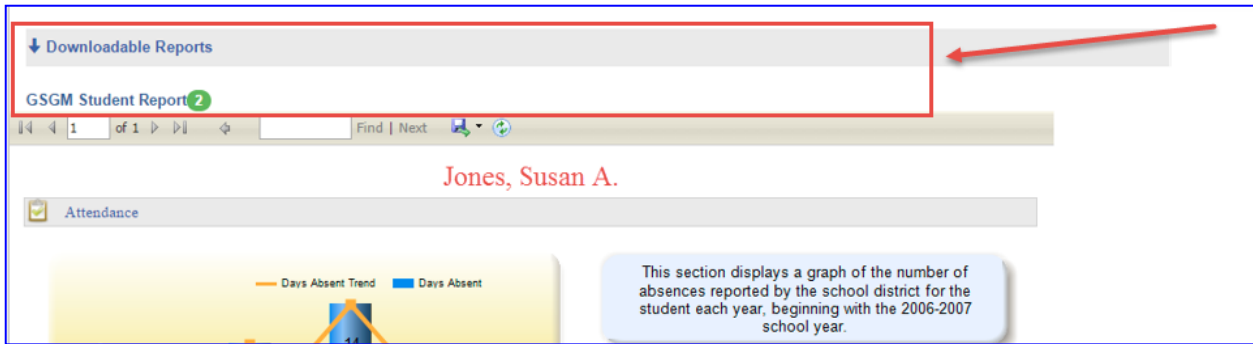 Downloadable Reports
GSGM Student Report 2
1 of 1 Find | Next
Jones, Susan A.
Attendance
Days Absent Trend Days Absent
14
This section displays a graph of the number of
absences reported by the school district for the
student each year, beginning with the 2006-2007
school year.